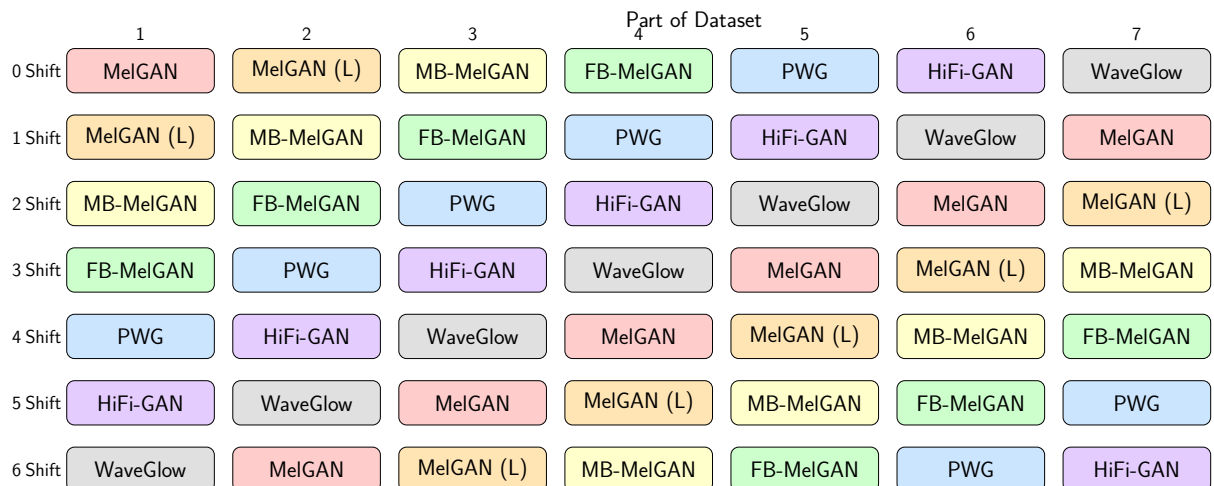 Part of Dataset
1 2 3 4 5 6 7
0 Shift MelGAN MelGAN (L) MB-MelGAN FB-MelGAN PWG HiFi-GAN WaveGlow
1 Shift MelGAN (L) MB-MelGAN FB-MelGAN PWG HiFi-GAN WaveGlow MelGAN
2 Shift MB-MelGAN FB-MelGAN PWG HiFi-GAN WaveGlow MelGAN MelGAN (L)
3 Shift FB-MelGAN PWG HiFi-GAN WaveGlow MelGAN MelGAN (L) MB-MelGAN
4 Shift PWG HiFi-GAN WaveGlow MelGAN MelGAN (L) MB-MelGAN FB-MelGAN
5 Shift HiFi-GAN WaveGlow MelGAN MelGAN (L) MB-MelGAN FB-MelGAN PWG
6 Shift WaveGlow MelGAN MelGAN (L) MB-MelGAN FB-MelGAN PWG HiFi-GAN